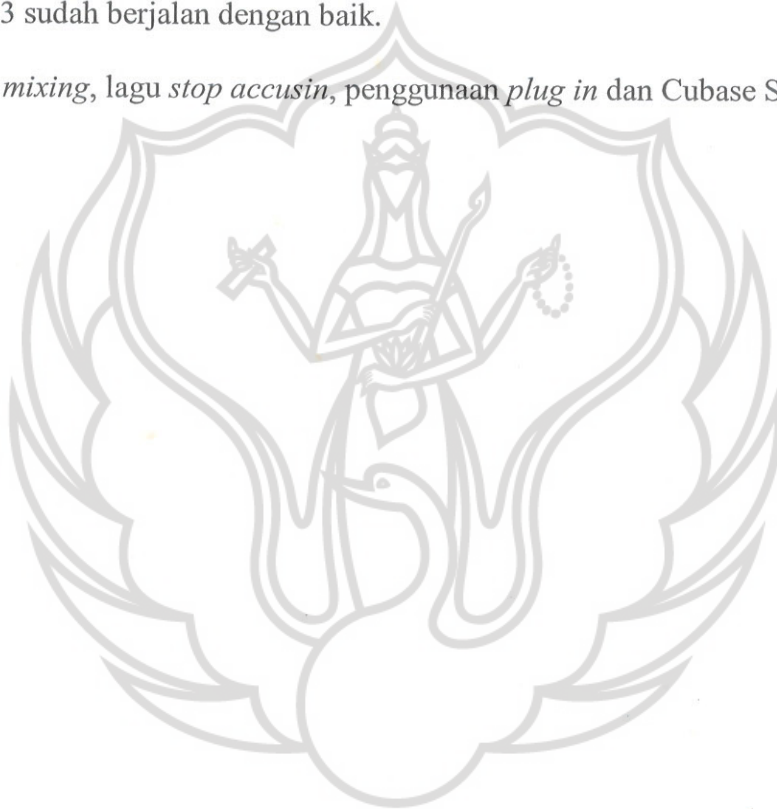 3 sudah berjalan dengan baik.
mixing, lagu stop accusin, penggunaan plug in dan Cubase S